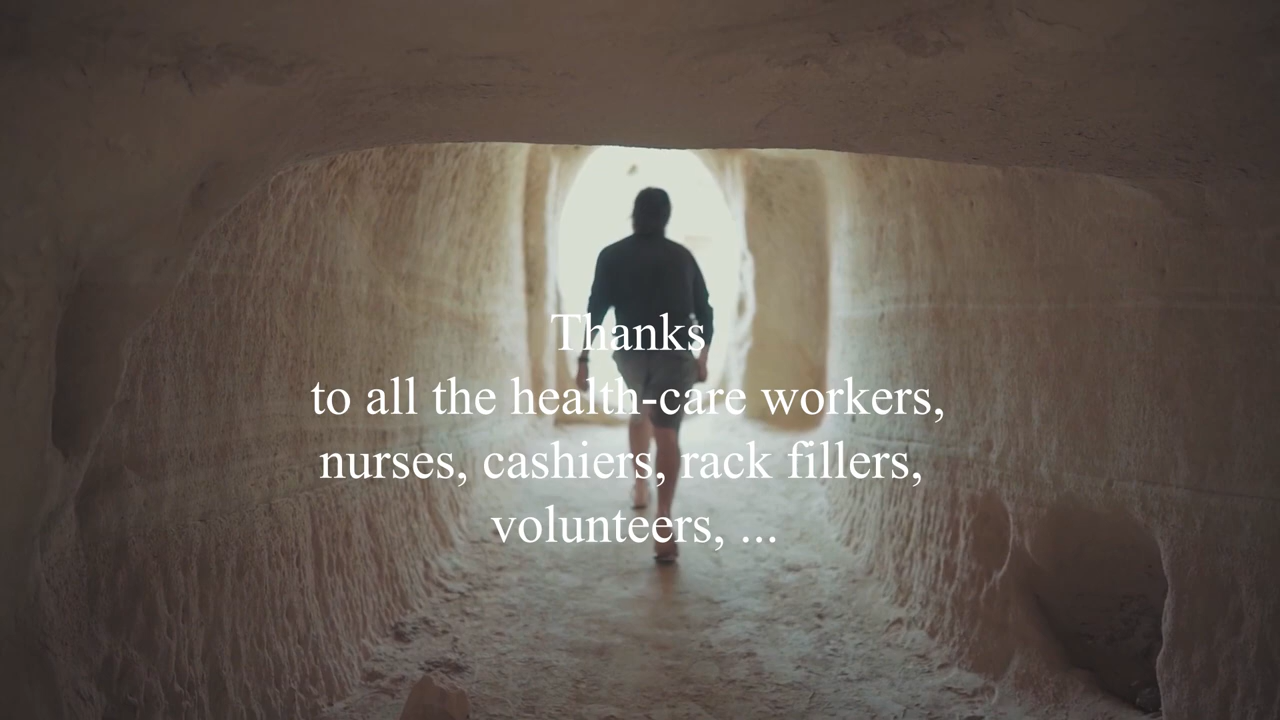 Thanks
to all the health-care workers,
nurses, cashiers, rack fillers,
volunteers, ...